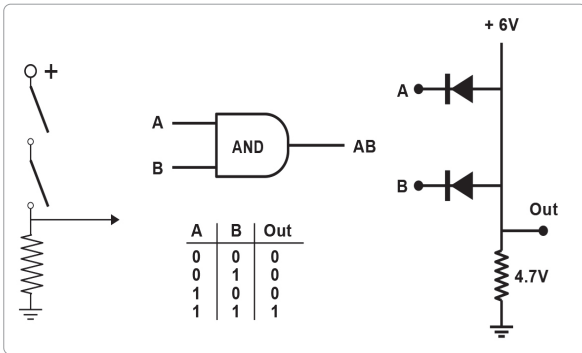 +
A
B
AND
AB
A B Out
0 0 0
0 1 0
1 0 0
1 1 1
+ 6V
A
B
Out
4.7V